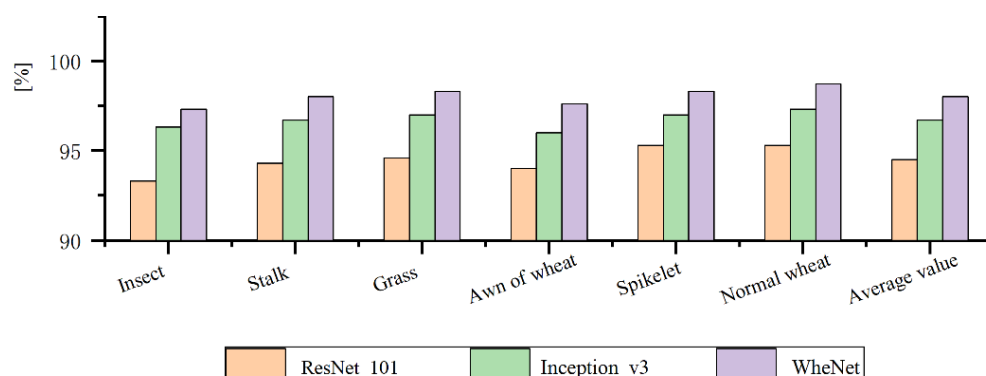 [%]
100
95
90
Insect
Stalk
Grass
Awn of wheat
Spikelet
Normal wheat
Average value
ResNet_101
Inception_v3
WheNet